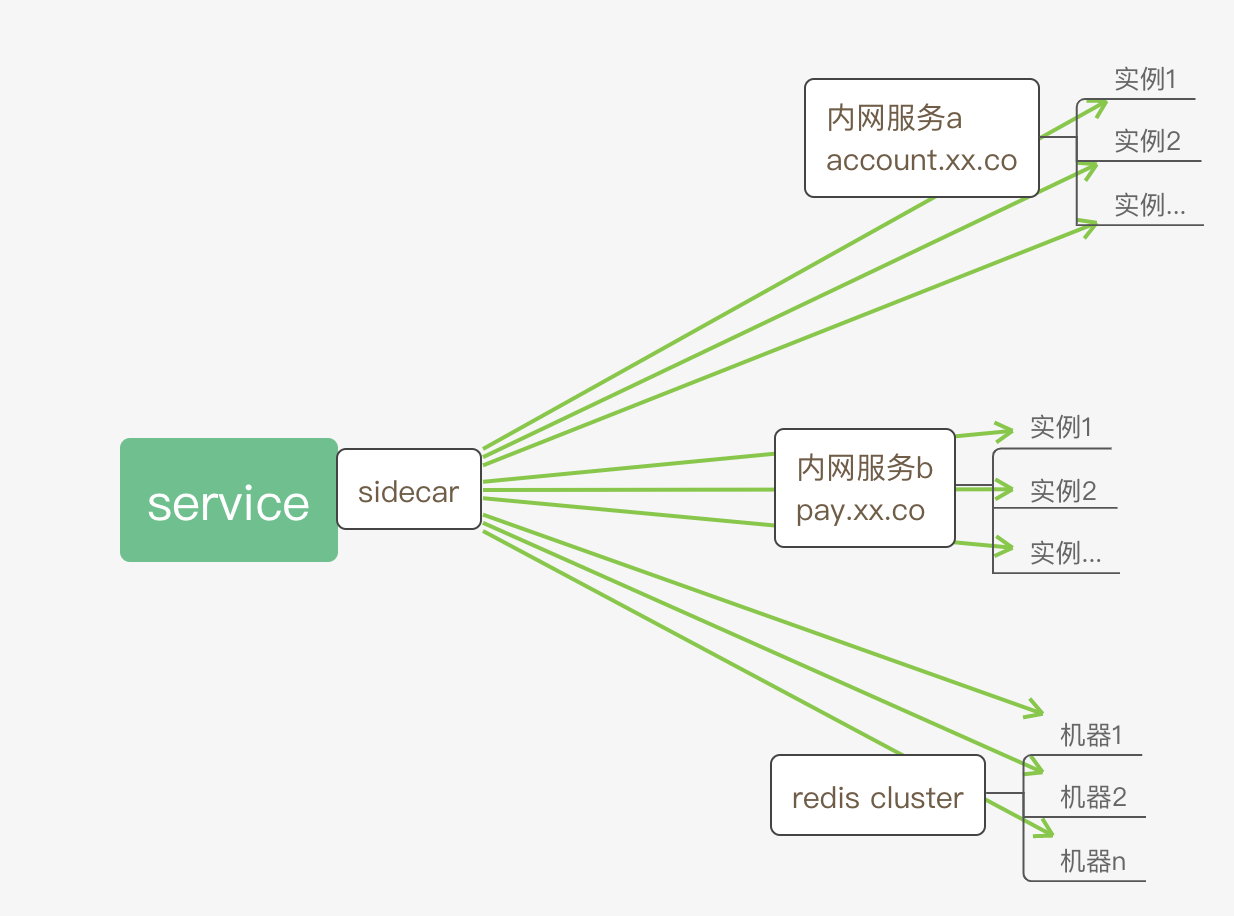 service
sidecar
内网服务a
account.xx.co
实例1
实例2
实例...
内网服务b
pay.xx.co
实例1
实例2
实例...
redis cluster
机器1
机器2
机器n